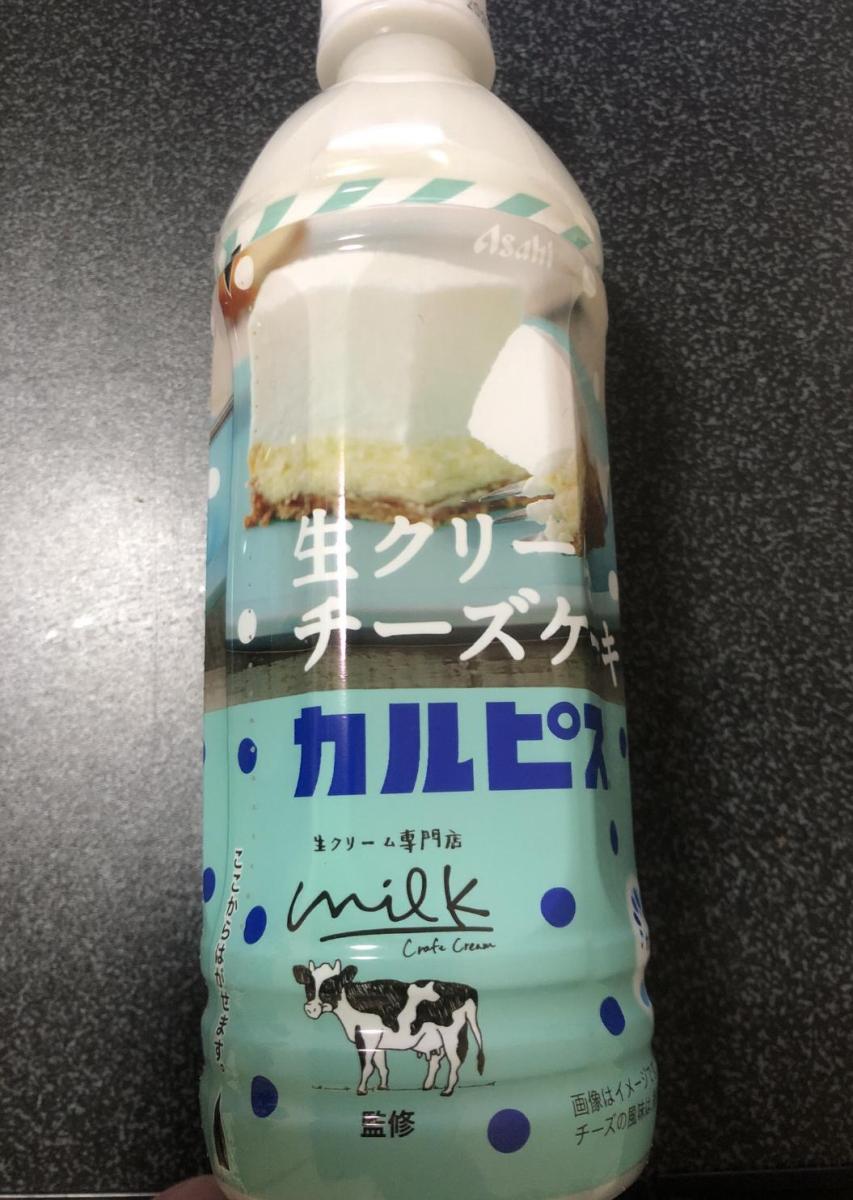 Asahi
生クリー
チーズケーキ
カルピス
生クリーム専門店
milk
Craft Cream
監修
ここからはがせます。
画像はイメージで
チーズの風味は